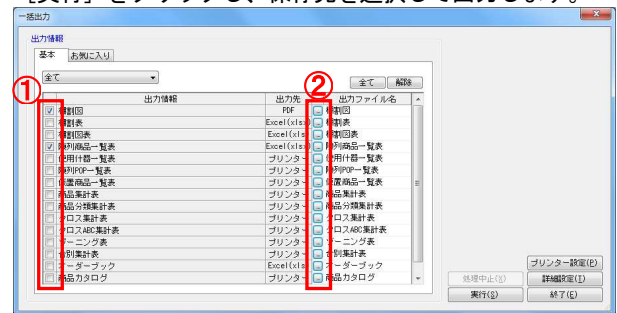 [実行]をクリックし、保存先を選択して出力します。
一括出力
出力情報
基本 お気に入り
全て
全て 解除
① ②
出力情報 出力先 出力ファイル名
棚割図 PDF 棚割図
棚割表 Excel(xlsx) 棚割表
棚割図表 Excel(xls 棚割図表
陳列商品一覧表 Excel(xlsx) 陳列商品一覧表
使用什器一覧表 プリンター 使用什器一覧表
陳列POP一覧表 プリンター 陳列POP一覧表
仮置商品一覧表 プリンター 仮置商品一覧表
商品集計表 プリンター 商品集計表
商品分類集計表 プリンター 商品分類集計表
クロス集計表 プリンター クロス集計表
クロスABC集計表 プリンター クロスABC集計表
ゾーニング表 プリンター ゾーニング表
台別集計表 プリンター 台別集計表
オーダーブック Excel(xls オーダーブック
商品カタログ プリンター 商品カタログ
プリンター設定(P)
処理中止(X) 詳細設定(I)
実行(S) 終了(E)